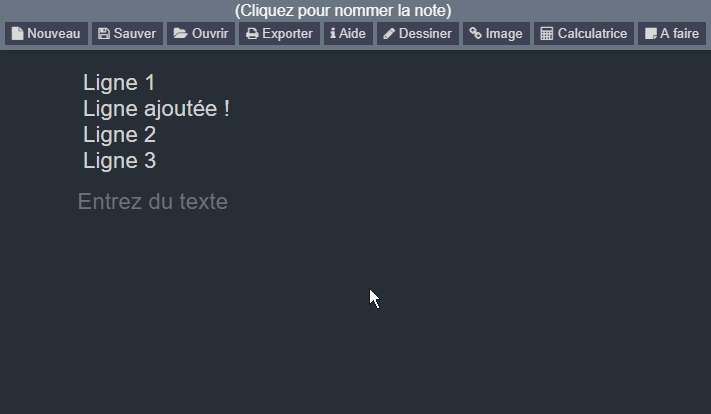 (Cliquez pour nommer la note)
Nouveau Sauver Ouvrir Exporter Aide Dessiner Image Calculatrice A faire
Ligne 1
Ligne ajoutée !
Ligne 2
Ligne 3
Entrez du texte